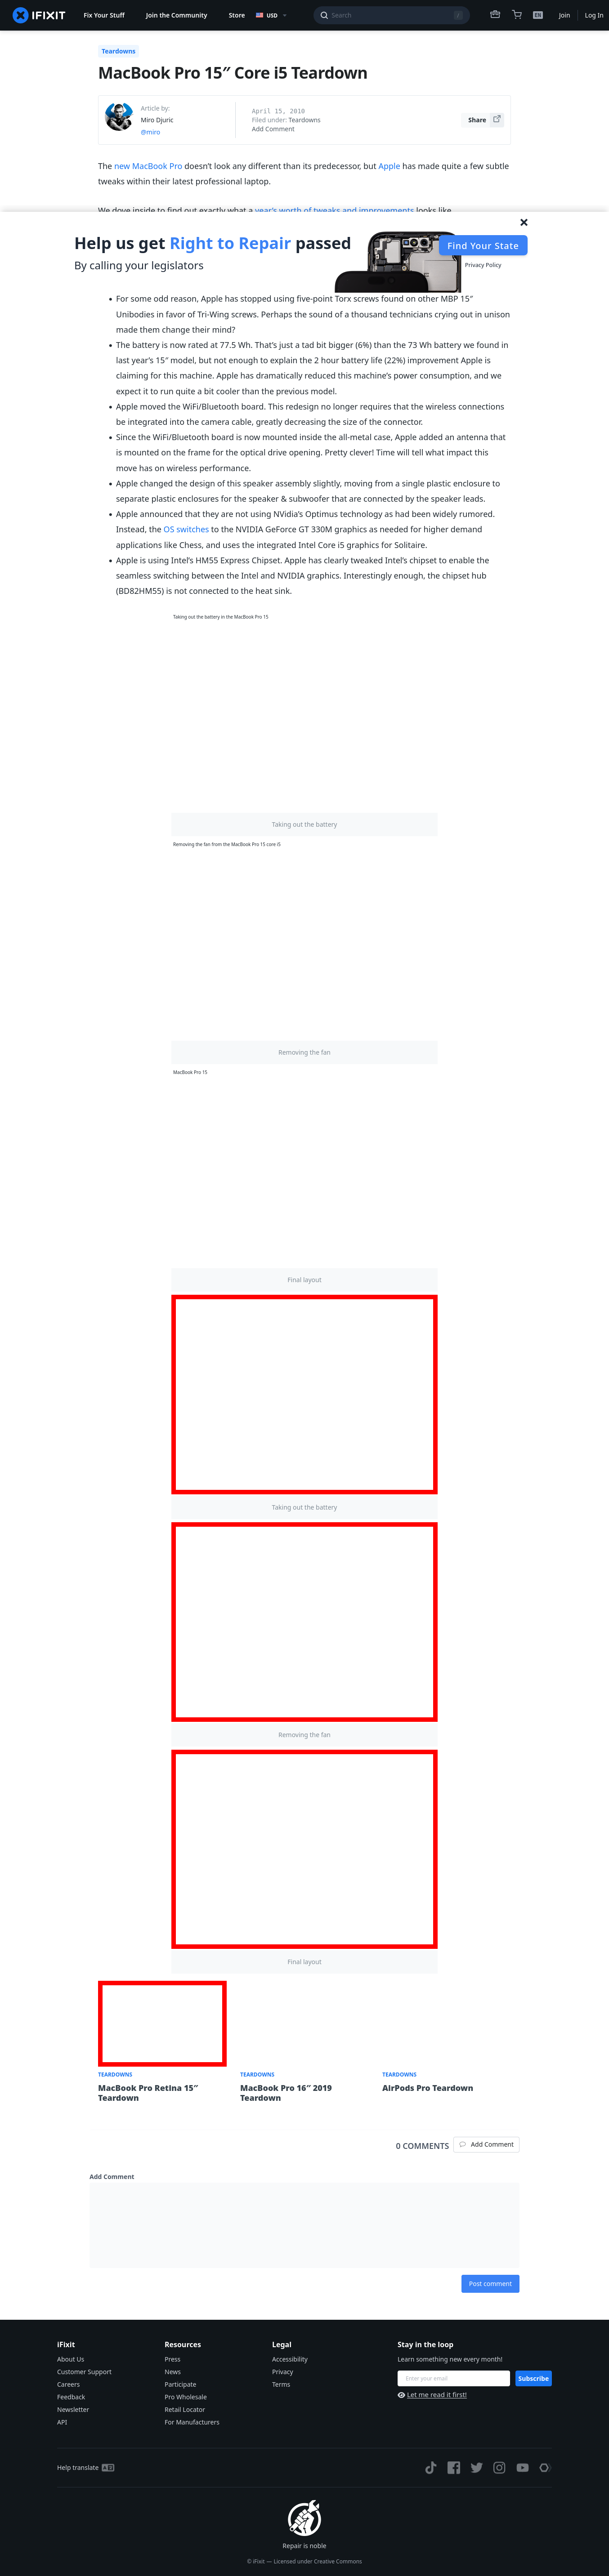 IFIXIT Fix Your Stuff Join the Community Store USD Search / EN Join Log In
Teardowns
MacBook Pro 15″ Core i5 Teardown
Article by:
Miro Djuric
@miro
April 15, 2010
Filed under: Teardowns
Add Comment
Share
The new MacBook Pro doesn’t look any different than its predecessor, but Apple has made quite a few subtle
tweaks within their latest professional laptop.
We dove inside to find out exactly what a year’s worth of tweaks and improvements looks like.
Help us get Right to Repair passed
By calling your legislators
Find Your State
Privacy Policy
For some odd reason, Apple has stopped using five-point Torx screws found on other MBP 15″
Unibodies in favor of Tri-Wing screws. Perhaps the sound of a thousand technicians crying out in unison
made them change their mind?
The battery is now rated at 77.5 Wh. That’s just a tad bit bigger (6%) than the 73 Wh battery we found in
last year’s 15″ model, but not enough to explain the 2 hour battery life (22%) improvement Apple is
claiming for this machine. Apple has dramatically reduced this machine’s power consumption, and we
expect it to run quite a bit cooler than the previous model.
Apple moved the WiFi/Bluetooth board. This redesign no longer requires that the wireless connections
be integrated into the camera cable, greatly decreasing the size of the connector.
Since the WiFi/Bluetooth board is now mounted inside the all-metal case, Apple added an antenna that
is mounted on the frame for the optical drive opening. Pretty clever! Time will tell what impact this
move has on wireless performance.
Apple changed the design of this speaker assembly slightly, moving from a single plastic enclosure to
separate plastic enclosures for the speaker & subwoofer that are connected by the speaker leads.
Apple announced that they are not using NVidia’s Optimus technology as had been widely rumored.
Instead, the OS switches to the NVIDIA GeForce GT 330M graphics as needed for higher demand
applications like Chess, and uses the integrated Intel Core i5 graphics for Solitaire.
Apple is using Intel’s HM55 Express Chipset. Apple has clearly tweaked Intel’s chipset to enable the
seamless switching between the Intel and NVIDIA graphics. Interestingly enough, the chipset hub
(BD82HM55) is not connected to the heat sink.
Taking out the battery in the MacBook Pro 15
Taking out the battery
Removing the fan from the MacBook Pro 15 core i5
Removing the fan
MacBook Pro 15
Final layout
Taking out the battery
Removing the fan
Final layout
TEARDOWNS
MacBook Pro Retina 15″
Teardown
TEARDOWNS
MacBook Pro 16″ 2019
Teardown
TEARDOWNS
AirPods Pro Teardown
0 COMMENTS
Add Comment
Add Comment
Post comment
iFixit
About Us
Customer Support
Careers
Feedback
Newsletter
API
Resources
Press
News
Participate
Pro Wholesale
Retail Locator
For Manufacturers
Legal
Accessibility
Privacy
Terms
Stay in the loop
Learn something new every month!
Enter your email
Subscribe
Let me read it first!
Help translate
Repair is noble
© iFixit — Licensed under Creative Commons